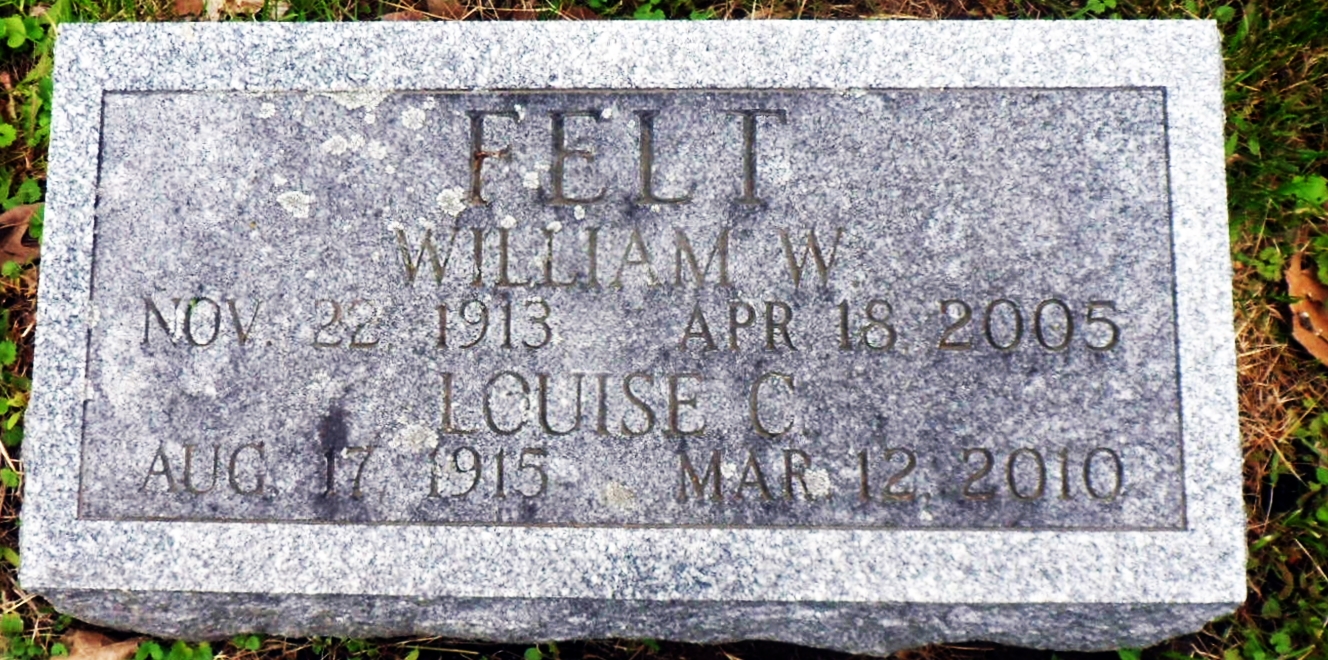 FELT
WILLIAM W.
NOV. 22, 1913 APR. 18, 2005
LOUISE C.
AUG. 17, 1915 MAR. 12, 2010